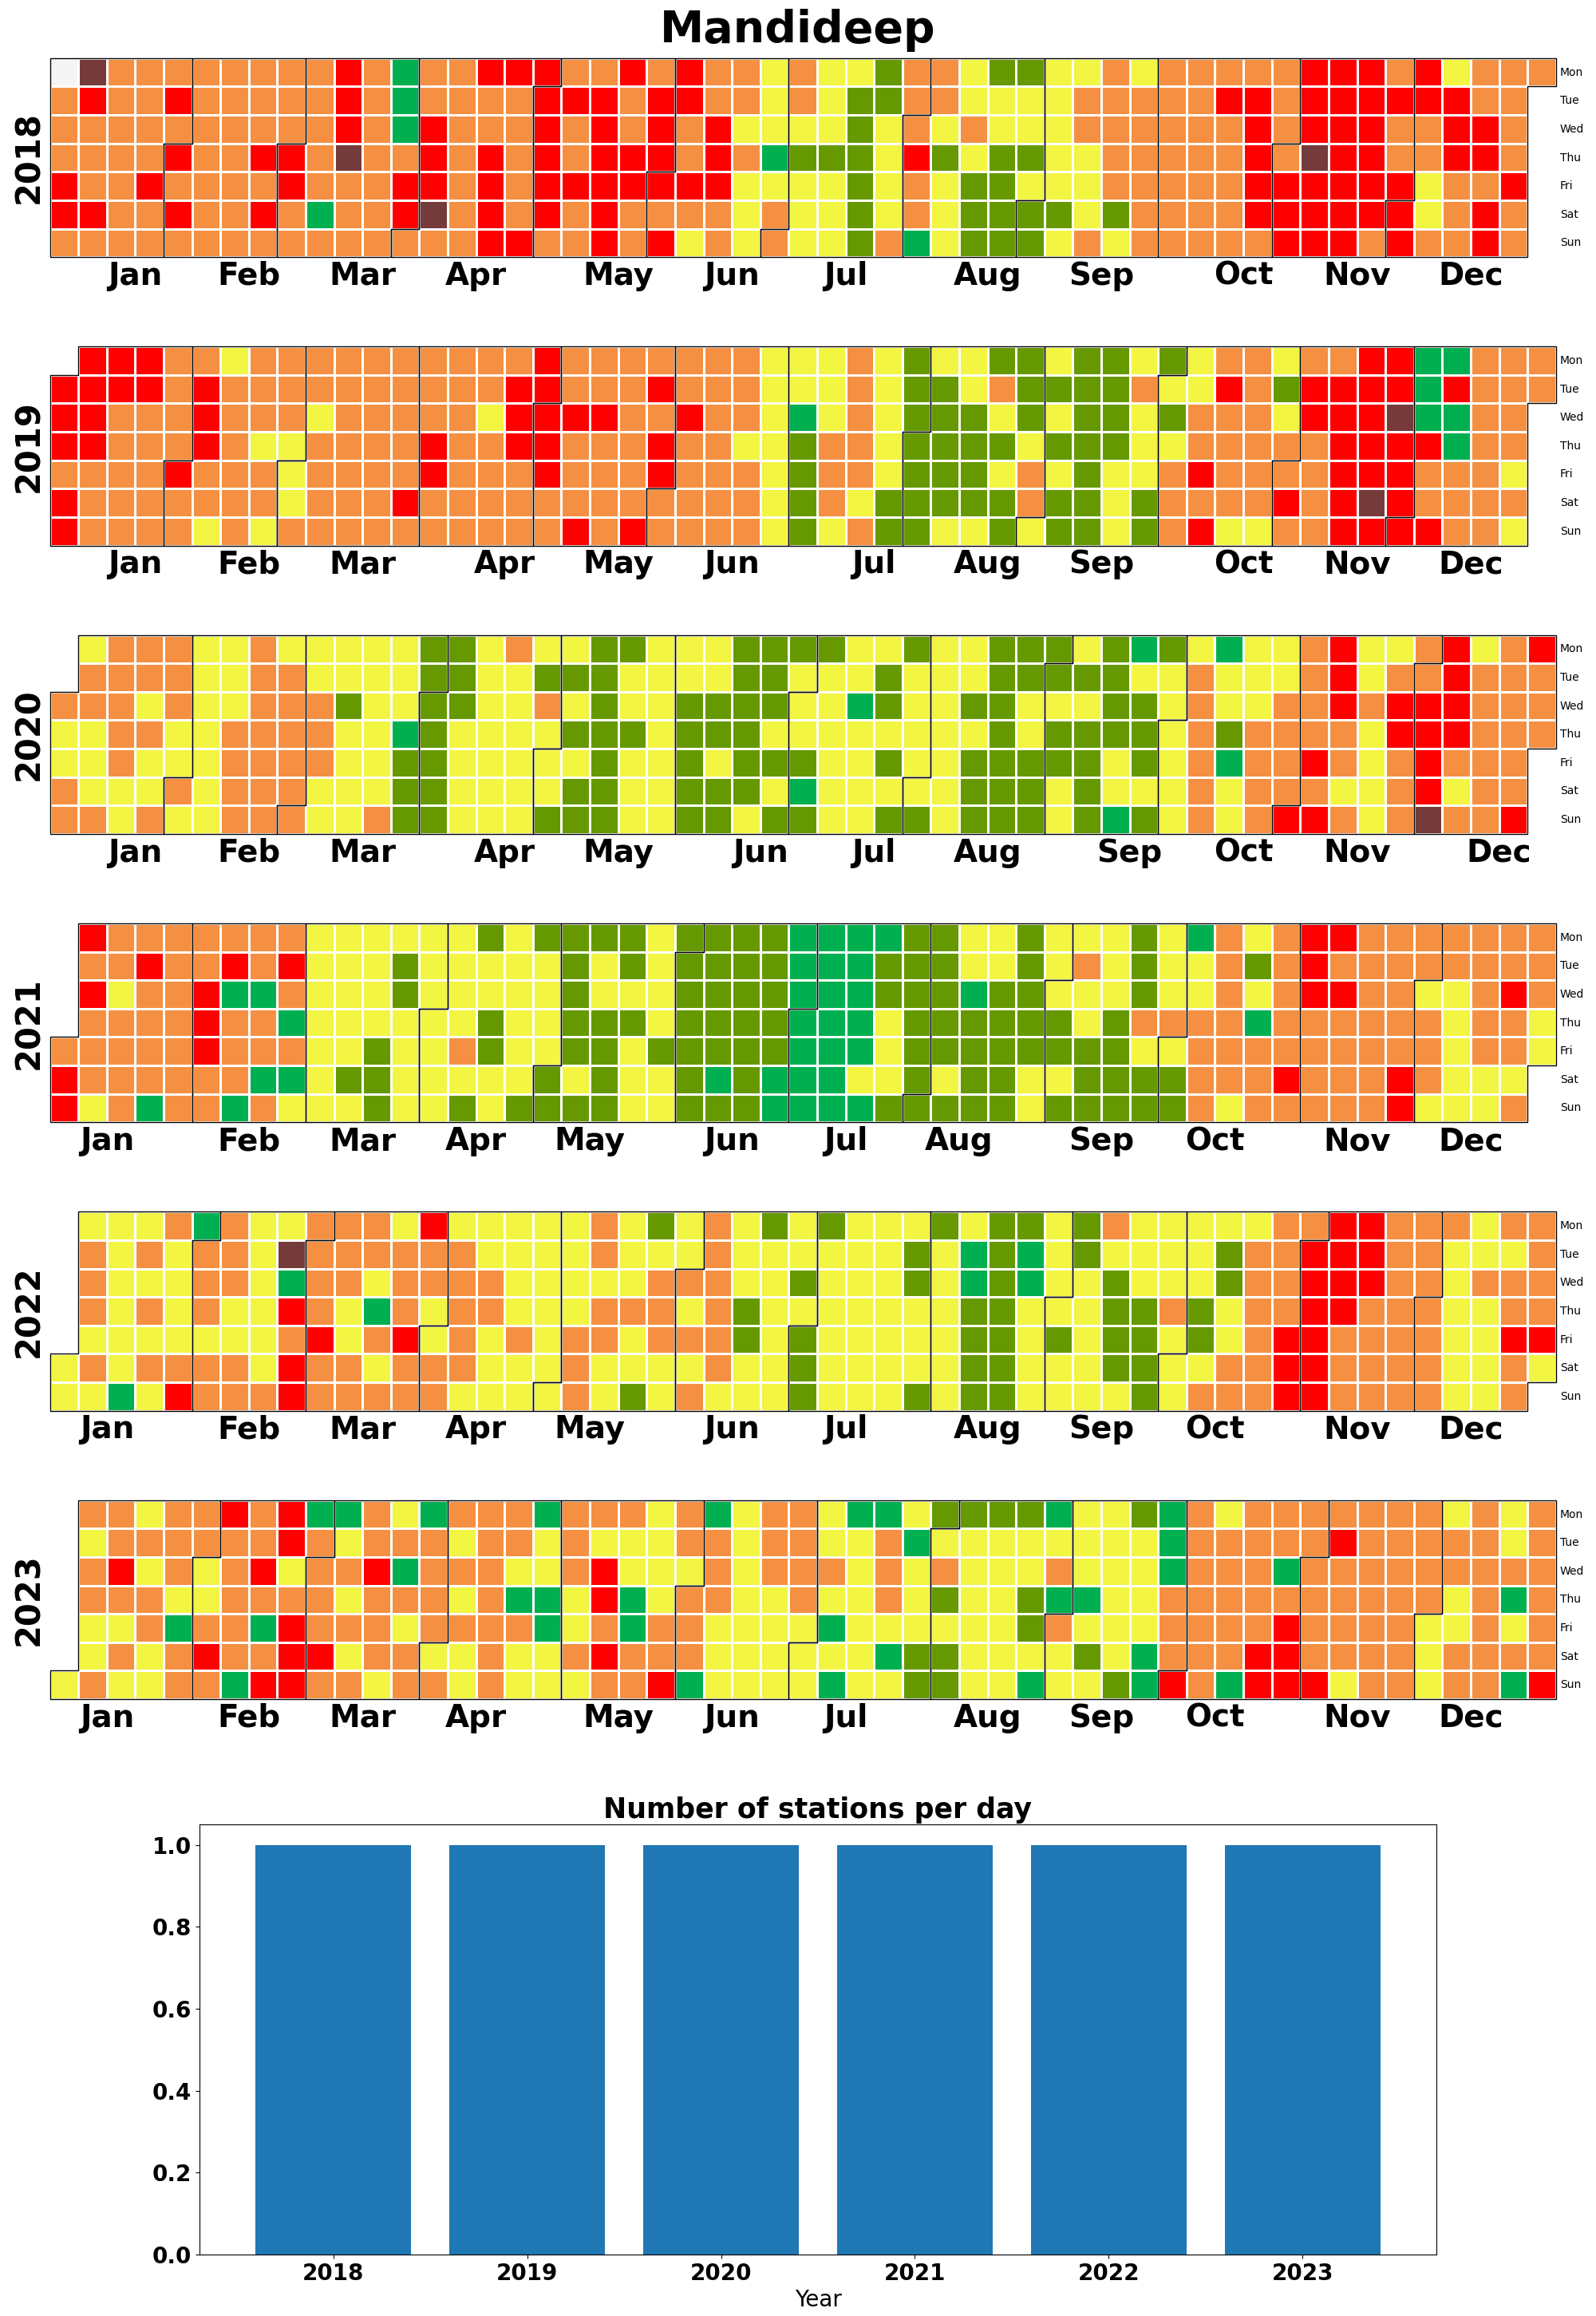 Mandideep
2018
Mon
Tue
Wed
Thu
Fri
Sat
Sun
Jan Feb Mar Apr May Jun Jul Aug Sep Oct Nov Dec
2019
Mon
Tue
Wed
Thu
Fri
Sat
Sun
Jan Feb Mar Apr May Jun Jul Aug Sep Oct Nov Dec
2020
Mon
Tue
Wed
Thu
Fri
Sat
Sun
Jan Feb Mar Apr May Jun Jul Aug Sep Oct Nov Dec
2021
Mon
Tue
Wed
Thu
Fri
Sat
Sun
Jan Feb Mar Apr May Jun Jul Aug Sep Oct Nov Dec
2022
Mon
Tue
Wed
Thu
Fri
Sat
Sun
Jan Feb Mar Apr May Jun Jul Aug Sep Oct Nov Dec
2023
Mon
Tue
Wed
Thu
Fri
Sat
Sun
Jan Feb Mar Apr May Jun Jul Aug Sep Oct Nov Dec
Number of stations per day
1.0
0.8
0.6
0.4
0.2
0.0
2018 2019 2020 2021 2022 2023
Year